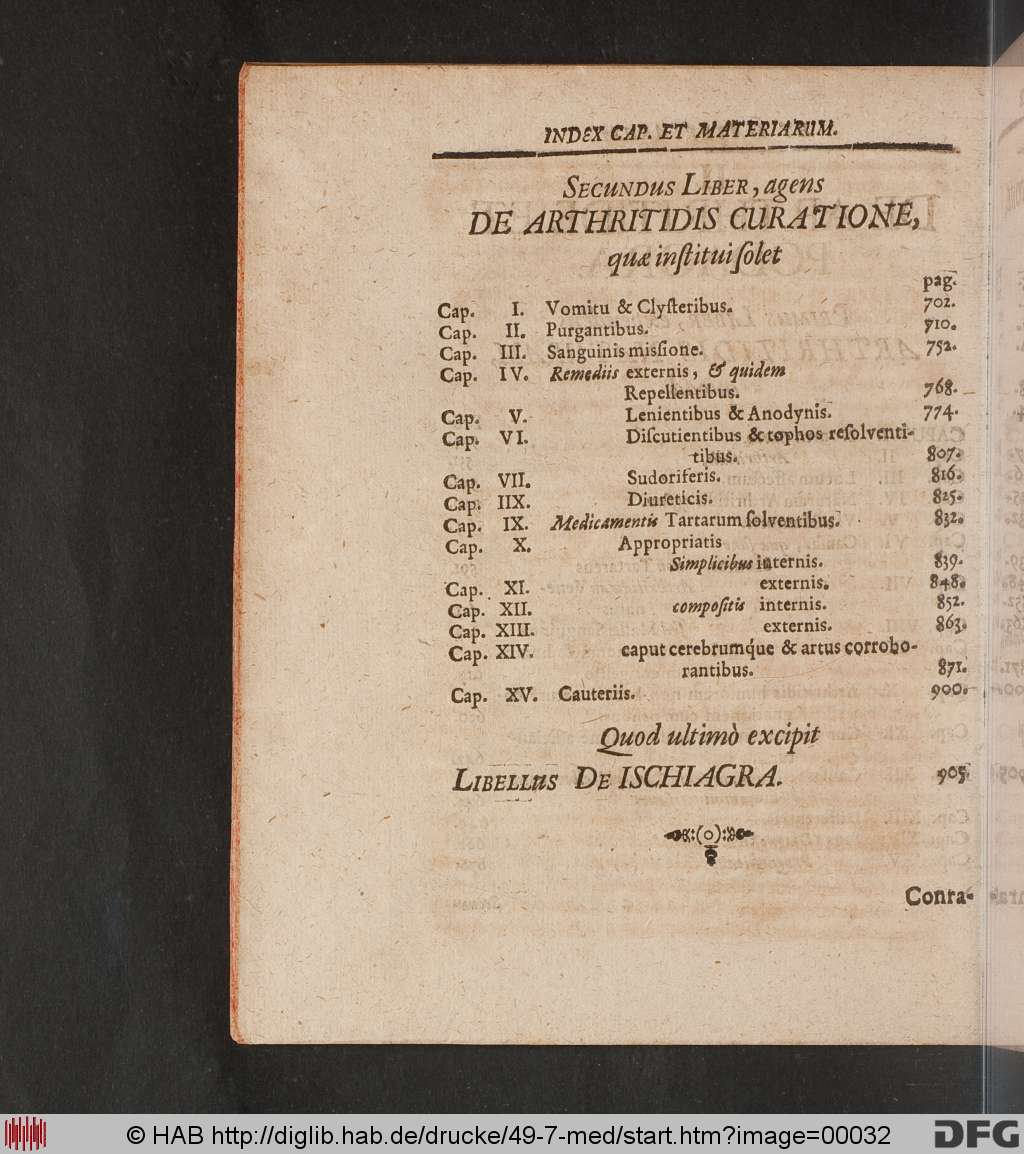 INDEX CAP. ET MATERIARUM.
SECUNDUS LIBER, agens
DE ARTHRITIDIS CURATIONE,
quæ inſtitui ſolet
pag.
Cap. I. Vomitu & Clyſteribus. 702.
Cap. II. Purgantibus. 710.
Cap. III. Sanguinis miſſione. 752.
Cap. IV. Remediis externis, & quidem
Repellentibus. 768.
Cap. V. Lenientibus & Anodynis. 774.
Cap. VI. Diſcutientibus & tophos reſolventi-
tibus. 807.
Cap. VII. Sudoriferis. 816.
Cap. IIX. Diureticis. 825.
Cap. IX. Medicamentis Tartarum ſolventibus. 832.
Cap. X. Appropriatis
Simplicibus internis. 839.
Cap. XI. externis. 848.
Cap. XII. compoſitis internis. 852.
Cap. XIII. externis. 863.
Cap. XIV. caput cerebrumq́ue & artus corrobo-
rantibus. 871.
Cap. XV. Cauteriis. 900.
Quod ultimò excipit
LIBELLUS DE ISCHIAGRA. 905.
Contra-
© HAB http://diglib.hab.de/drucke/49-7-med/start.htm?image=00032
DFG